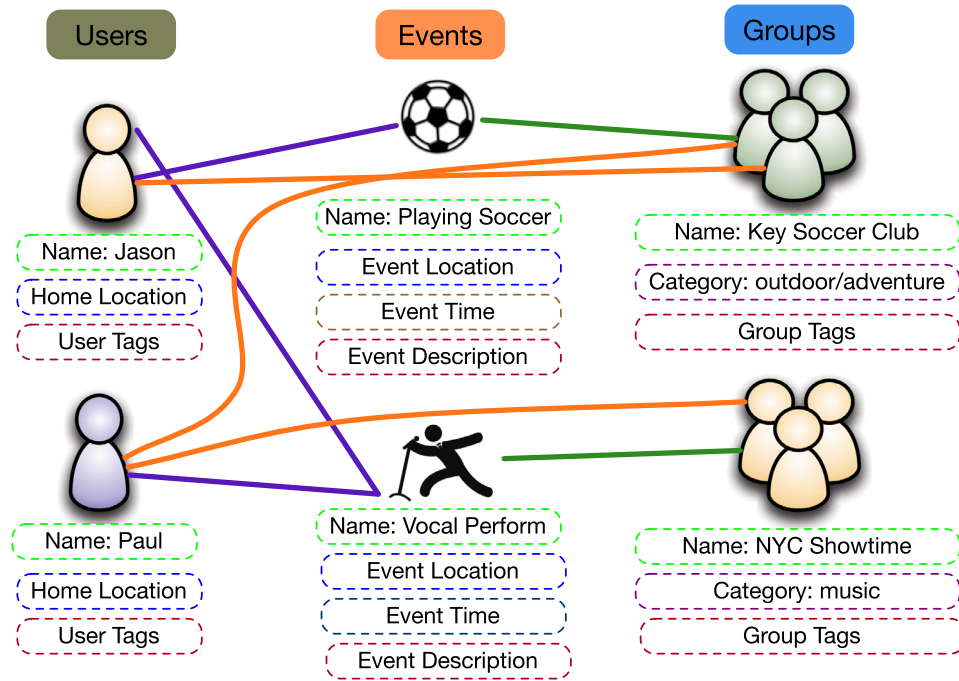 Users
Events
Groups
Name: Jason
Home Location
User Tags
Name: Playing Soccer
Event Location
Event Time
Event Description
Name: Key Soccer Club
Category: outdoor/adventure
Group Tags
Name: Paul
Home Location
User Tags
Name: Vocal Perform
Event Location
Event Time
Event Description
Name: NYC Showtime
Category: music
Group Tags